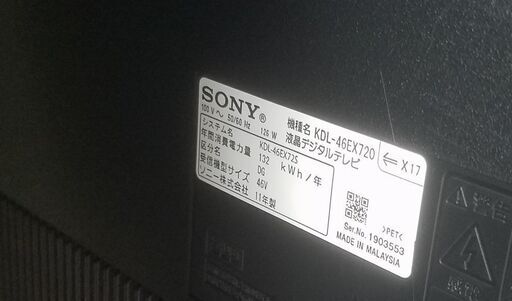 SONY®
機種名 KDL-46EX720
100 V～ 50/60 Hz 126 W
液晶デジタルテレビ
⇐ X17
システム名 KDL-46EX72S
年間消費電力量 132 kWh/年
区分名 DG
受信機型サイズ 46V
ソニー株式会社 11年製
>PET<
Ser.No. 1903553
MADE IN MALAYSIA
警告